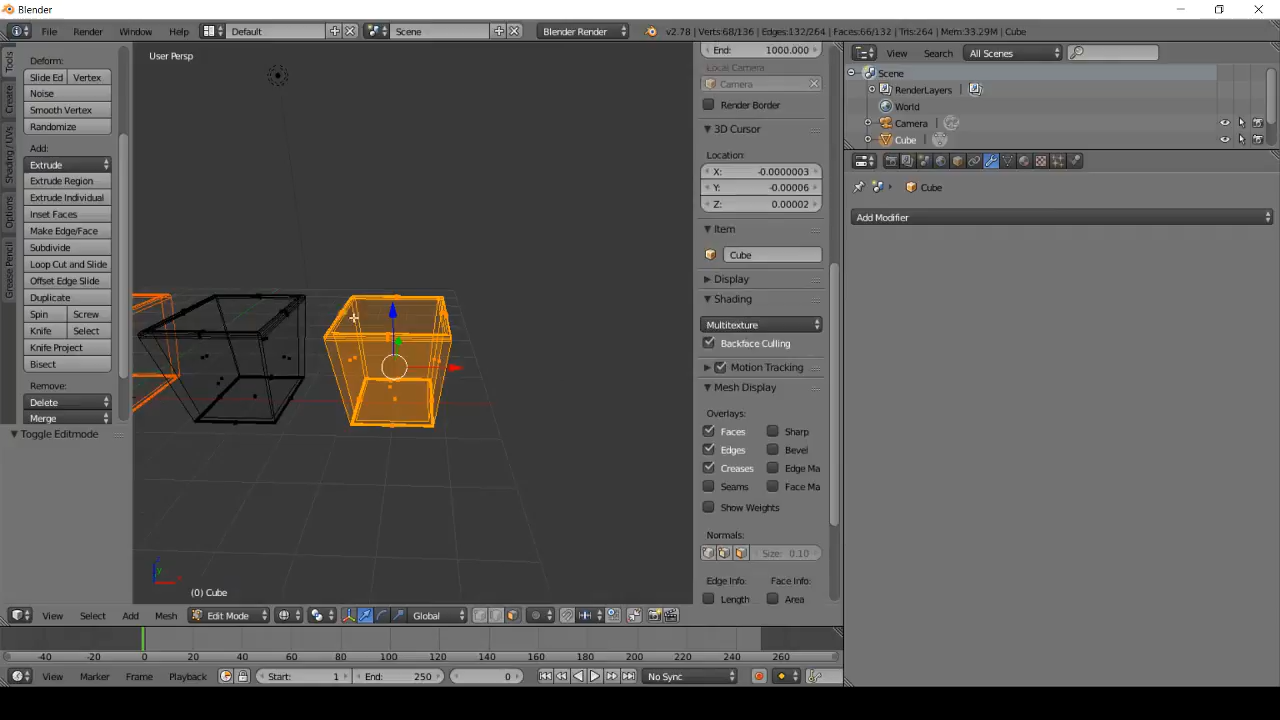 Blender
File Render Window Help Default Scene Blender Render v2.78 | Verts:68/136 | Edges:132/264 | Faces:66/132 | Tris:264 | Mem:33.29M | Cube
Tools
Create
Shading / UVs
Options
Grease Pencil
Deform:
Slide Ed Vertex
Noise
Smooth Vertex
Randomize
Add:
Extrude
Extrude Region
Extrude Individual
Inset Faces
Make Edge/Face
Subdivide
Loop Cut and Slide
Offset Edge Slide
Duplicate
Spin Screw
Knife Select
Knife Project
Bisect
Remove:
Delete
Merge
Toggle Editmode
User Persp
(0) Cube
End: 1000.000
Local Camera
Camera
Render Border
3D Cursor
Location:
X: -0.0000003
Y: -0.00006
Z: 0.00002
Item
Cube
Display
Shading
Multitexture
Backface Culling
Motion Tracking
Mesh Display
Overlays:
Faces Sharp
Edges Bevel
Creases Edge Ma
Seams Face Ma
Show Weights
Normals:
Size: 0.10
Edge Info: Face Info:
Length Area
View Search All Scenes
Scene
RenderLayers
World
Camera
Cube
Cube
Add Modifier
View Select Add Mesh Edit Mode Global
-40 -20 0 20 40 60 80 100 120 140 160 180 200 220 240 260 280
View Marker Frame Playback Start: 1 End: 250 0 No Sync